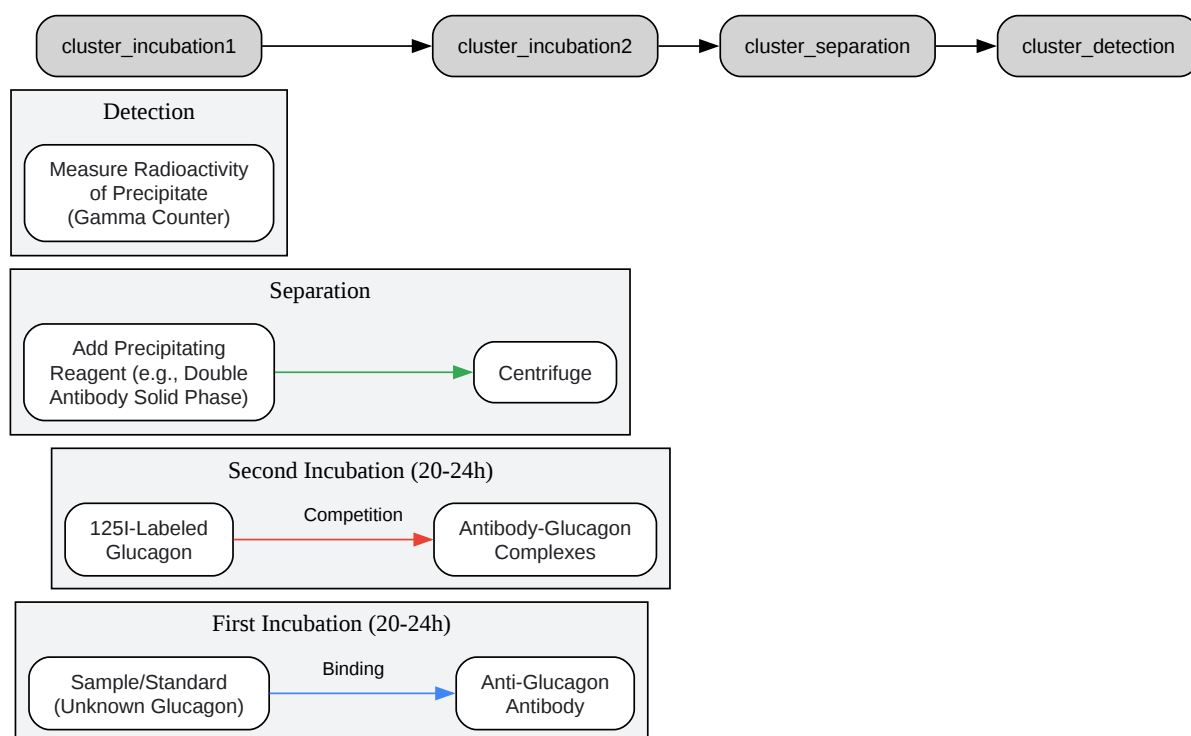 cluster_incubation1
cluster_incubation2
cluster_separation
cluster_detection
Detection
Measure Radioactivity
of Precipitate
(Gamma Counter)
Separation
Add Precipitating
Reagent (e.g., Double
Antibody Solid Phase)
Centrifuge
Second Incubation (20-24h)
125I-Labeled
Glucagon
Competition
Antibody-Glucagon
Complexes
First Incubation (20-24h)
Sample/Standard
(Unknown Glucagon)
Binding
Anti-Glucagon
Antibody